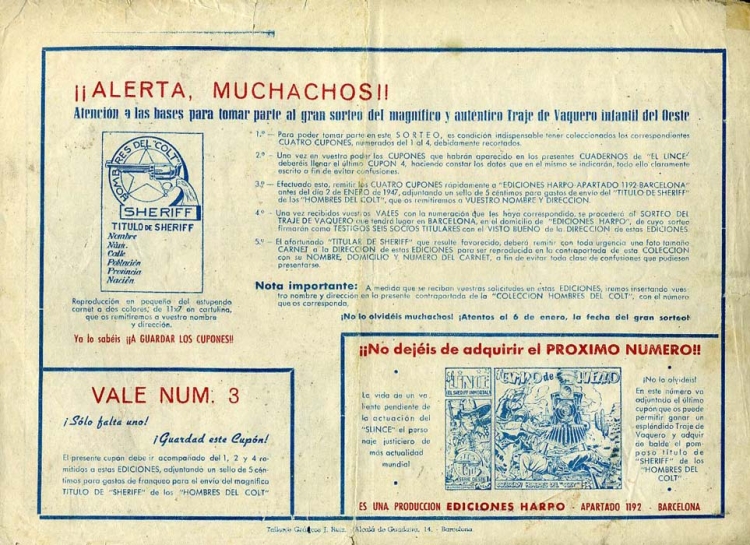 ¡¡ALERTA, MUCHACHOS!!
Atención a las bases para tomar parte al gran sorteo del magnífico y auténtico Traje de Vaquero infantil del Oeste
HOMBRES DEL "COLT"
SHERIFF
TITULO DE SHERIFF
Nombre
Núm.
Calle
Población
Provincia
Nación
Reproducción en pequeño del estupendo
carnet a dos colores; de 11x7 en cartulina,
que os remitiremos a vuestro nombre
y dirección.
Ya lo sabéis ¡¡A GUARDAR LOS CUPONES!!
1.º — Para poder tomar parte en este SORTEO, es condición indispensable tener coleccionados los correspondientes
CUATRO CUPONES, numerados del 1 al 4, debidamente recortados.
2.º - Una vez en vuestro poder los CUPONES que habrán aparecido en los presentes CUADERNOS de "EL LINCE"
deberéis llenar el último CUPON 4, haciendo constar los datos que en el mismo se indicarán, todo ello claramente
escrito a fin de evitar confusiones.
3.º — Efectuado esto, remitir los CUATRO CUPONES rápidamente a "EDICIONES HARPO-APARTADO 1192-BARCELONA"
antes del día 2 de ENERO de 1947, adjuntando un sello de 5 céntimos para gastos de envío del "TITULO DE SHERIFF"
de los "HOMBRES DEL COLT", que os remitiremos a VUESTRO NOMBRE Y DIRECCION.
4.º — Una vez recibidos vuestros VALES con la numeración que les haya correspondido, se procederá al SORTEO DEL
TRAJE DE VAQUERO que tendrá lugar en BARCELONA, en el domicilio de "EDICIONES HARPO", de cuyo sorteo
firmarán como TESTIGOS SEIS SOCIOS TITULARES con el VISTO BUENO de la DIRECCION de estas EDICIONES.
5.º — El afortunado "TITULAR DE SHERIFF" que resulte favorecido, deberá remitir con toda urgencia una foto tamaño
CARNET a la DIRECCION de estas EDICIONES para ser reproducida en la contraportada de esta COLECCION
con su NOMBRE, DOMICILIO Y NUMERO DEL CARNET, a fin de evitar toda clase de confusiones que pudiesen
presentarse.
Nota importante: A medida que se reciban vuestras solicitudes en estas EDICIONES, iremos insertando vues-
tro nombre y dirección en la presente contraportada de la "COLECCION HOMBRES DEL COLT", con el número
que os corresponda.
¡No lo olvidéis muchachos! ¡Atentos al 6 de enero, la fecha del gran sorteo!
VALE NUM. 3
¡Sólo falta uno!
¡Guardad este Cupón!
El presente cupón debe ir acompañado del 1, 2 y 4 re-
mitidos a estas EDICIONES, adjuntando un sello de 5 cén-
timos para gastos de franqueo para el envío del magnífico
TITULO DE "SHERIFF" de los "HOMBRES DEL COLT"
¡¡No dejéis de adquirir el PROXIMO NUMERO!!
La vida de un va
liente pendiente de
la actuación del
"SLINCE" el perso
naje justiciero de
más actualidad
mundial
LINCE
EL SHERIFF INMORTAL
¡No la olvidéis!
En este número va
adjuntado el último
cupón que os puede
permitir ganar un
espléndido Traje de
Vaquero y adquirir
de balde el pom
poso título de
"SHERIFF" de los
"HOMBRES DEL
COLT"
ES UNA PRODUCCION EDICIONES HARPO - APARTADO 1192 - BARCELONA
Talleres Gráficos J. Ruiz. - Alcalá de Guadaira, 14. - Barcelona